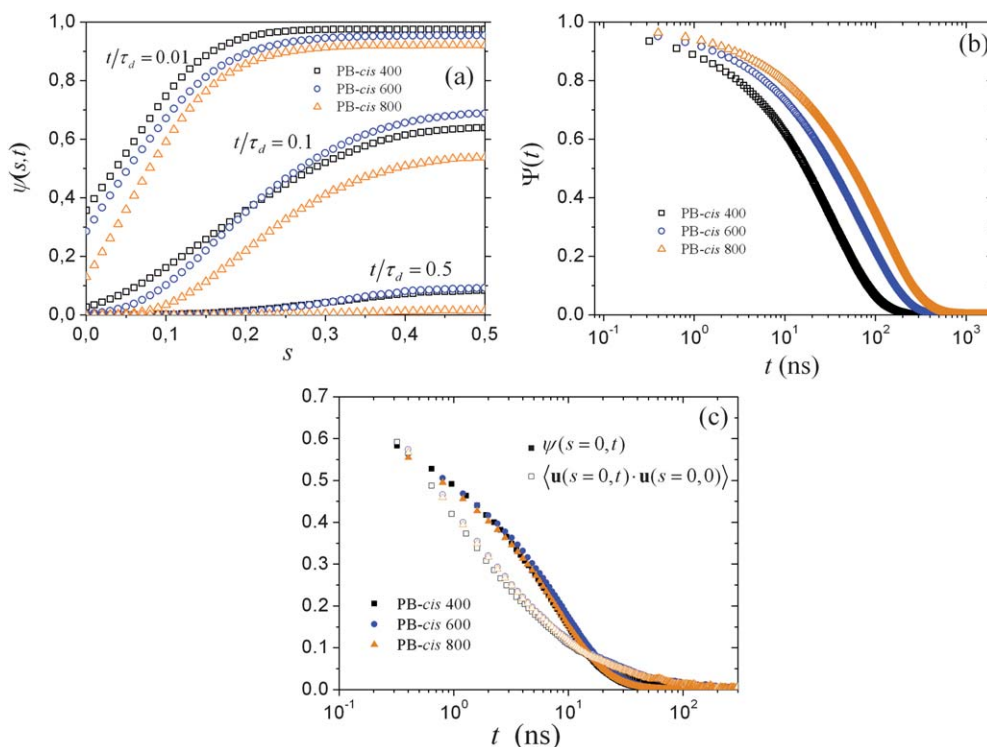 1,0
0,8
0,6
0,4
0,2
0,0
ψ(s,t)
t/τ_d = 0.01
(a)
PB-cis 400
PB-cis 600
PB-cis 800
t/τ_d = 0.1
t/τ_d = 0.5
0,0 0,1 0,2 0,3 0,4 0,5
s
1,0
0,8
0,6
0,4
0,2
0,0
Ψ(t)
(b)
PB-cis 400
PB-cis 600
PB-cis 800
10⁻¹ 10⁰ 10¹ 10² 10³
t (ns)
0.7
0.6
0.5
0.4
0.3
0.2
0.1
0.0
(c)
ψ(s = 0,t)
⟨u(s = 0,t) · u(s = 0,0)⟩
PB-cis 400
PB-cis 600
PB-cis 800
10⁻¹ 10⁰ 10¹ 10²
t (ns)